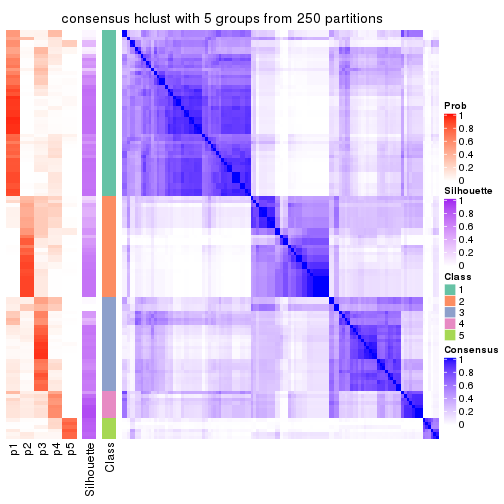 consensus hclust with 5 groups from 250 partitions
Prob
1
0.8
0.6
0.4
0.2
0
Silhouette
1
0.8
0.6
0.4
0.2
0
Class
1
2
3
4
5
Consensus
1
0.8
0.6
0.4
0.2
0
p1
p2
p3
p4
p5
Silhouette
Class